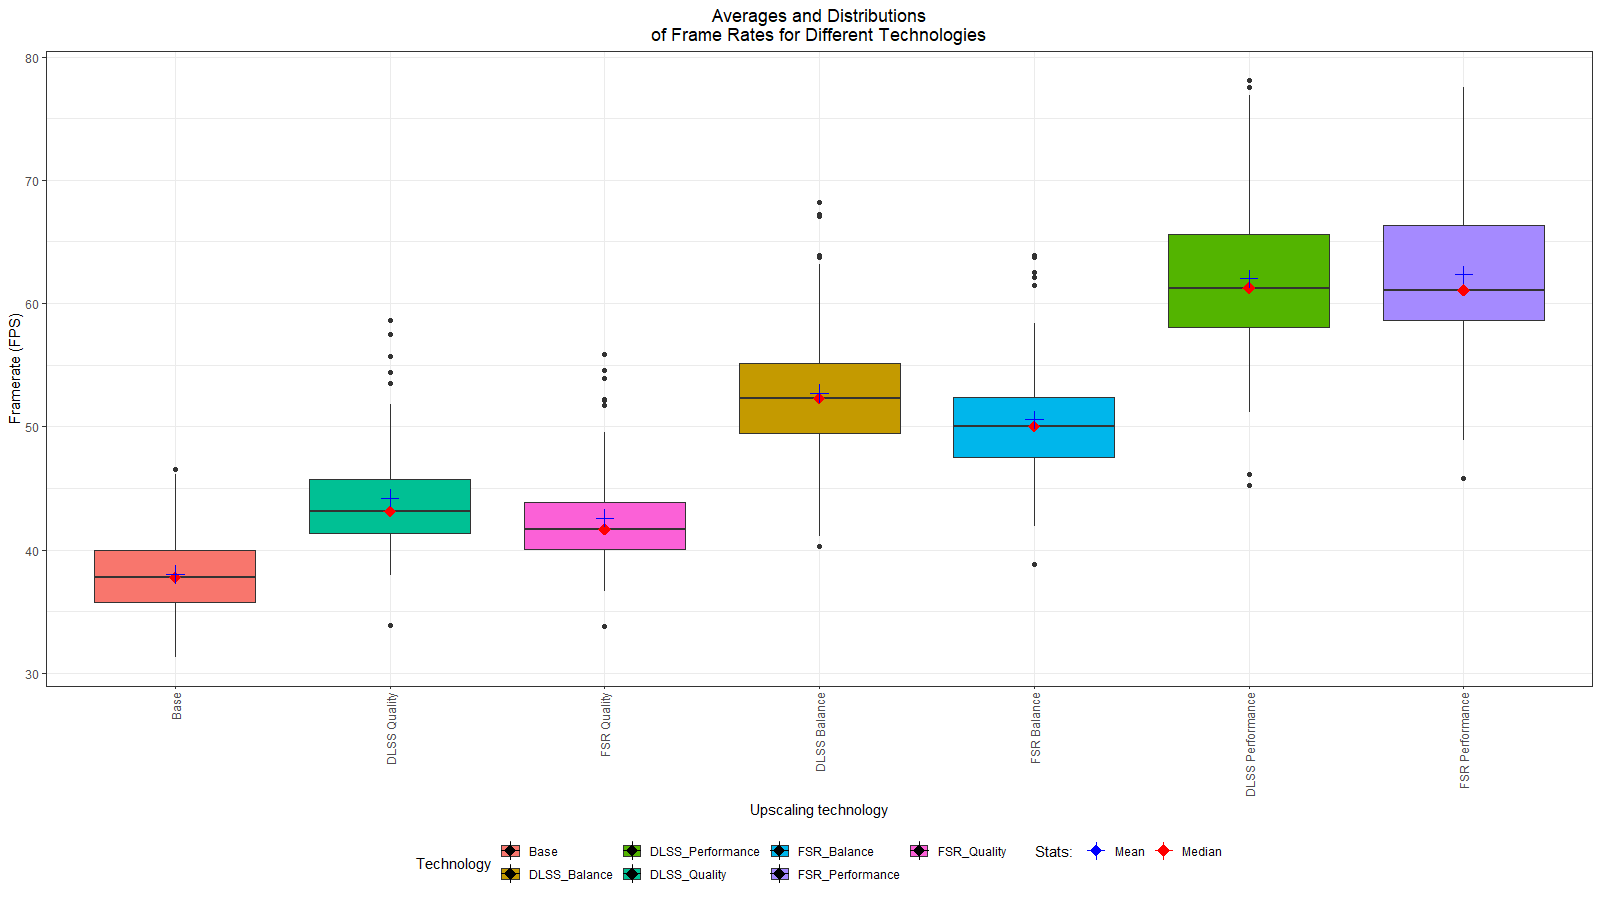 Averages and Distributions
of Frame Rates for Different Technologies
Framerate (FPS)
80
70
60
50
40
30
Base
DLSS Quality
FSR Quality
DLSS Balance
FSR Balance
DLSS Performance
FSR Performance
Upscaling technology
Technology
Base
DLSS_Performance
FSR_Balance
FSR_Quality
DLSS_Balance
DLSS_Quality
FSR_Performance
Stats:
Mean
Median